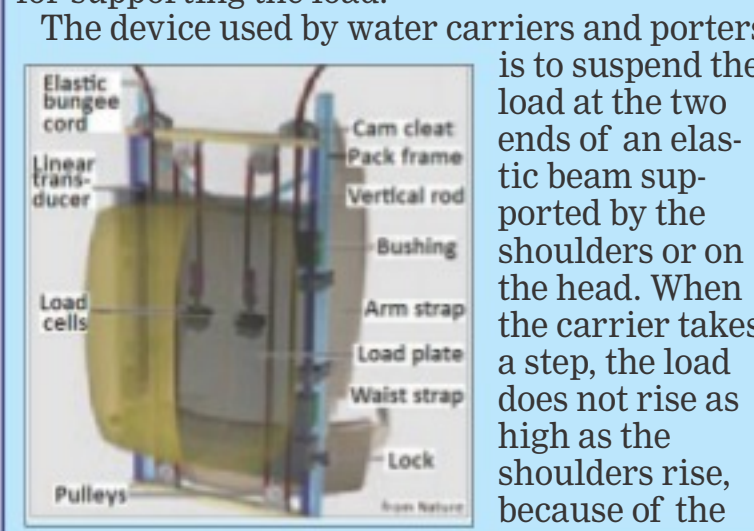 for supporting the load.
The device used by water carriers and porters
is to suspend the
load at the two
ends of an elas-
tic beam sup-
ported by the
shoulders or on
the head. When
the carrier takes
a step, the load
does not rise as
high as the
shoulders rise,
because of the
Elastic
bungee
cord
Linear
trans-
ducer
Load
cells
Pulleys
Cam cleat
Pack frame
Vertical rod
Bushing
Arm strap
Load plate
Waist strap
Lock
from Nature